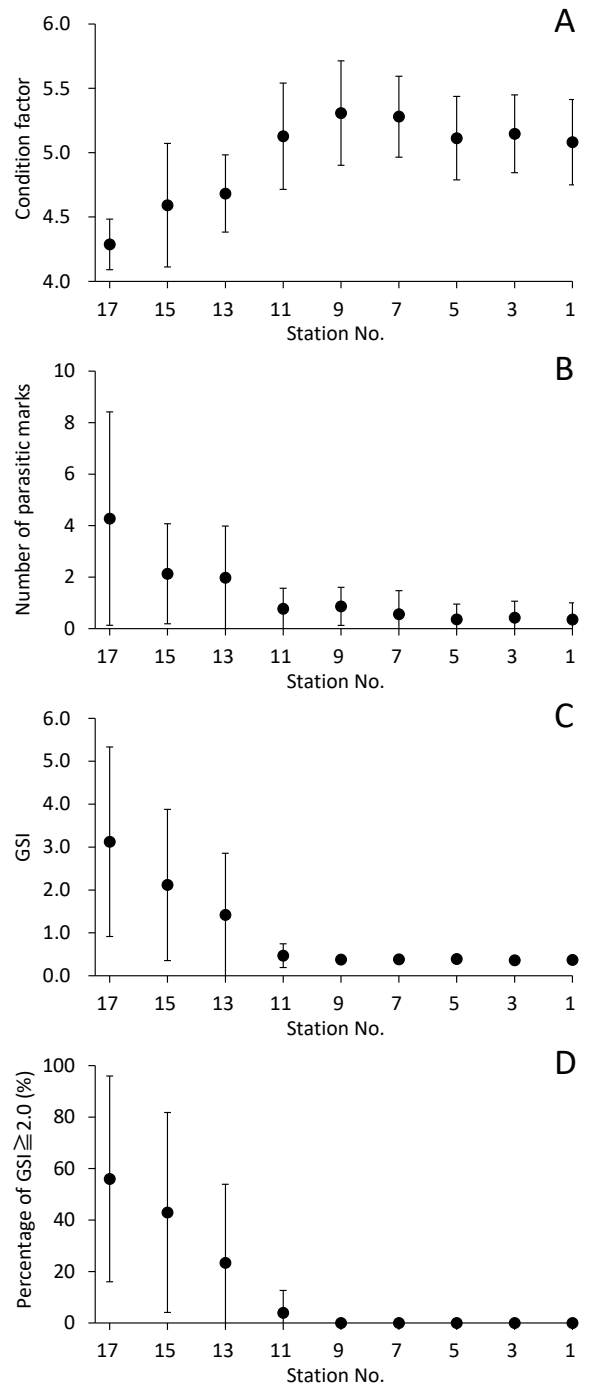 A
Condition factor
6.0
5.5
5.0
4.5
4.0
17 15 13 11 9 7 5 3 1
Station No.
B
Number of parasitic marks
10
8
6
4
2
0
17 15 13 11 9 7 5 3 1
Station No.
C
GSI
6.0
5.0
4.0
3.0
2.0
1.0
0.0
17 15 13 11 9 7 5 3 1
Station No.
D
Percentage of GSI≧2.0 (%)
100
80
60
40
20
0
17 15 13 11 9 7 5 3 1
Station No.